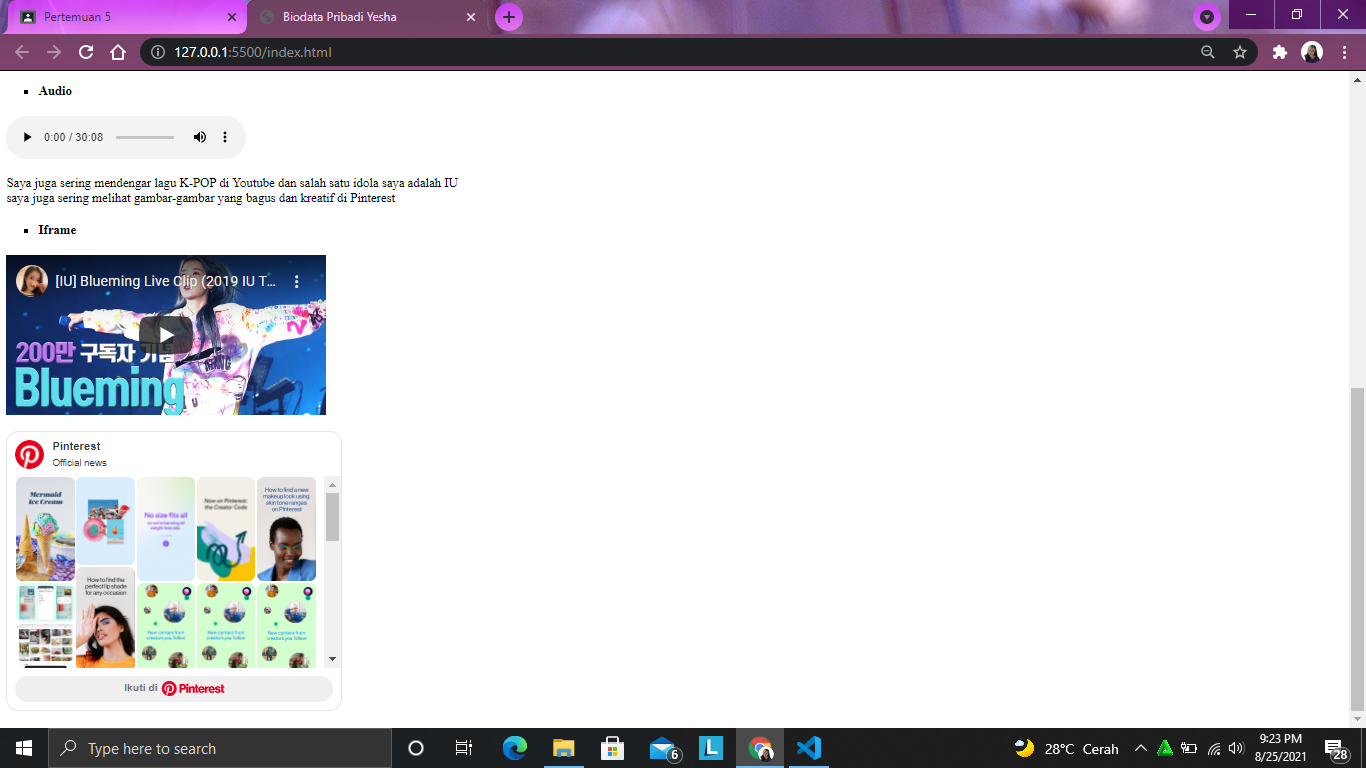 Pertemuan 5
Biodata Pribadi Yesha
127.0.0.1:5500/index.html
Audio
0:00 / 30:08
Saya juga sering mendengar lagu K-POP di Youtube dan salah satu idola saya adalah IU
saya juga sering melihat gambar-gambar yang bagus dan kreatif di Pinterest
Iframe
[IU] Blueming Live Clip (2019 IU T...
200만 구독자 기념
Blueming
Pinterest
Official news
Mermaid
Ice Cream
No size fits all
Now on Pinterest:
the Creator Code
How to find a new
makeup look using
skin tone ranges
on Pinterest
How to find the
perfect lip shade
for any occasion
New content from
creators you follow
New content from
creators you follow
New content from
creators you follow
Ikuti di Pinterest
Type here to search
6
L
28°C Cerah
9:23 PM
8/25/2021
28